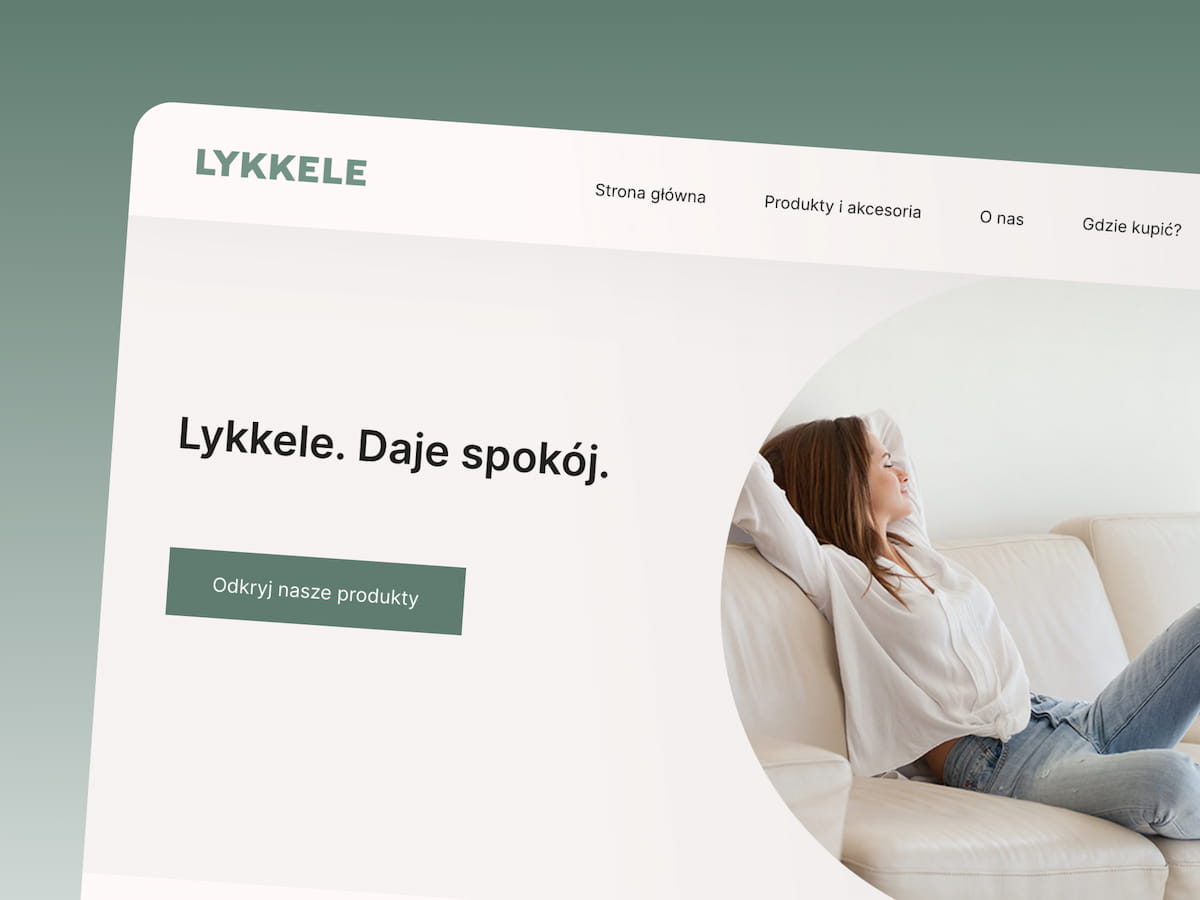 LYKKELE
Strona główna
Produkty i akcesoria
O nas
Gdzie kupić?
Lykkele. Daje spokój.
Odkryj nasze produkty